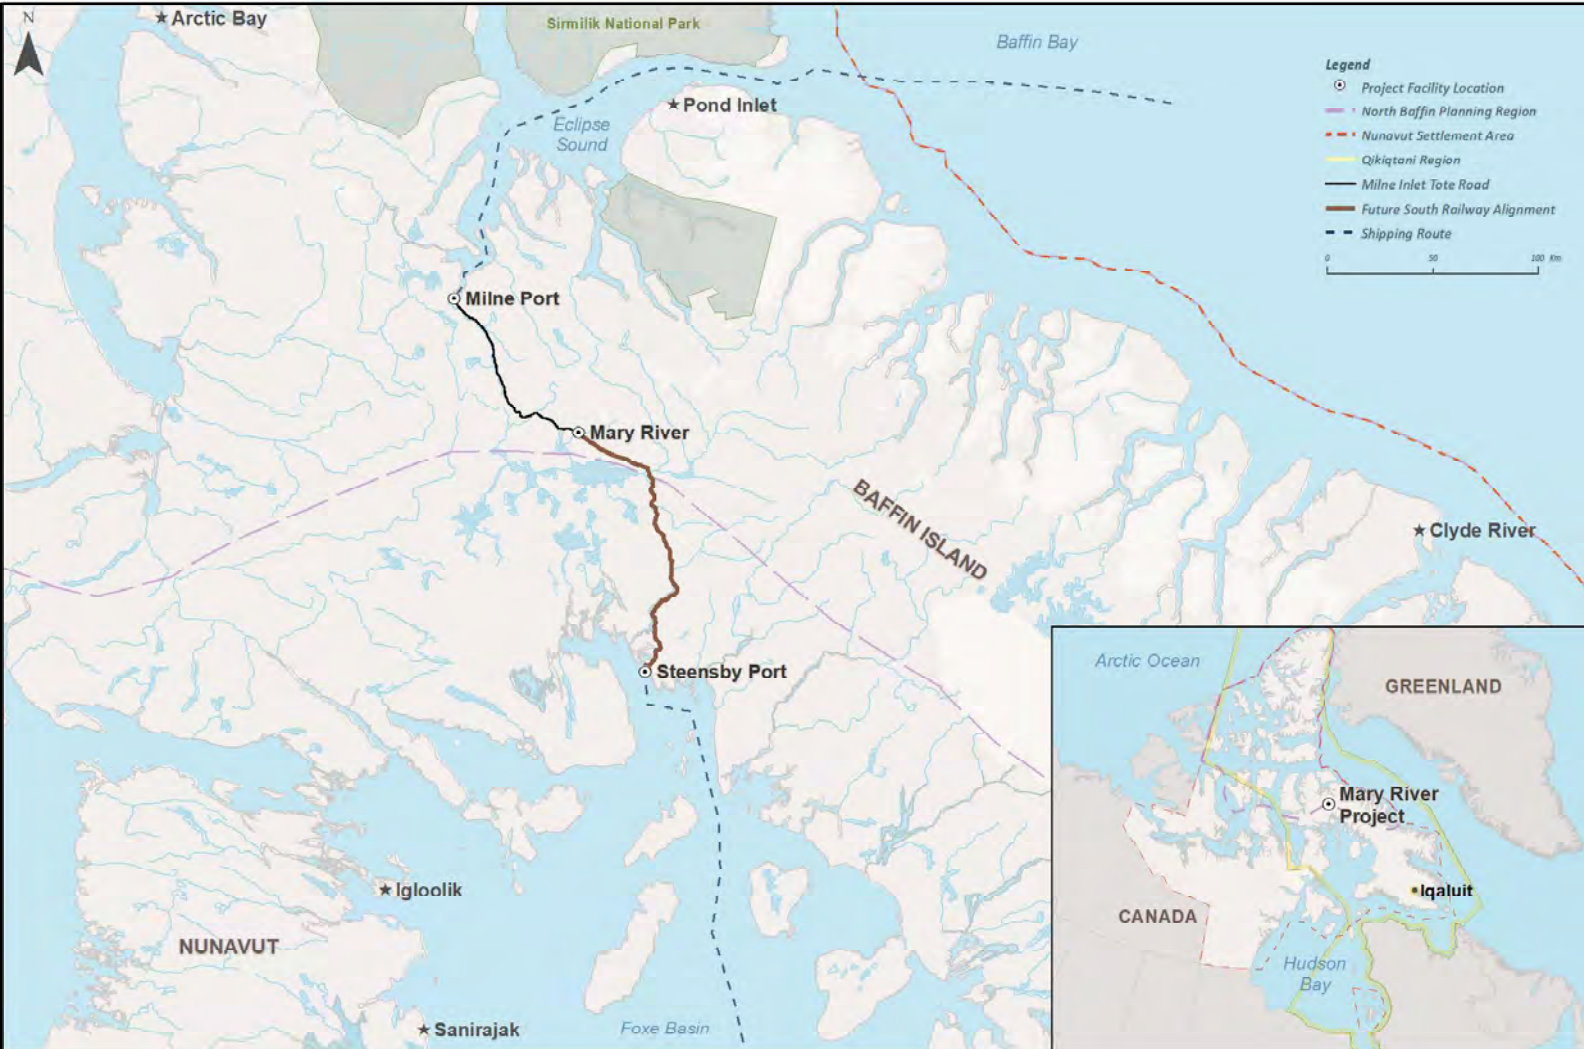 N
Arctic Bay
Sirmilik National Park
Baffin Bay
Pond Inlet
Eclipse
Sound
Legend
Project Facility Location
North Baffin Planning Region
Nunavut Settlement Area
Qikiqtani Region
Milne Inlet Tote Road
Future South Railway Alignment
Shipping Route
0 50 100 Km
Milne Port
Mary River
BAFFIN ISLAND
Clyde River
Steensby Port
Igloolik
NUNAVUT
Sanirajak
Foxe Basin
Arctic Ocean
GREENLAND
Mary River
Project
Iqaluit
CANADA
Hudson
Bay